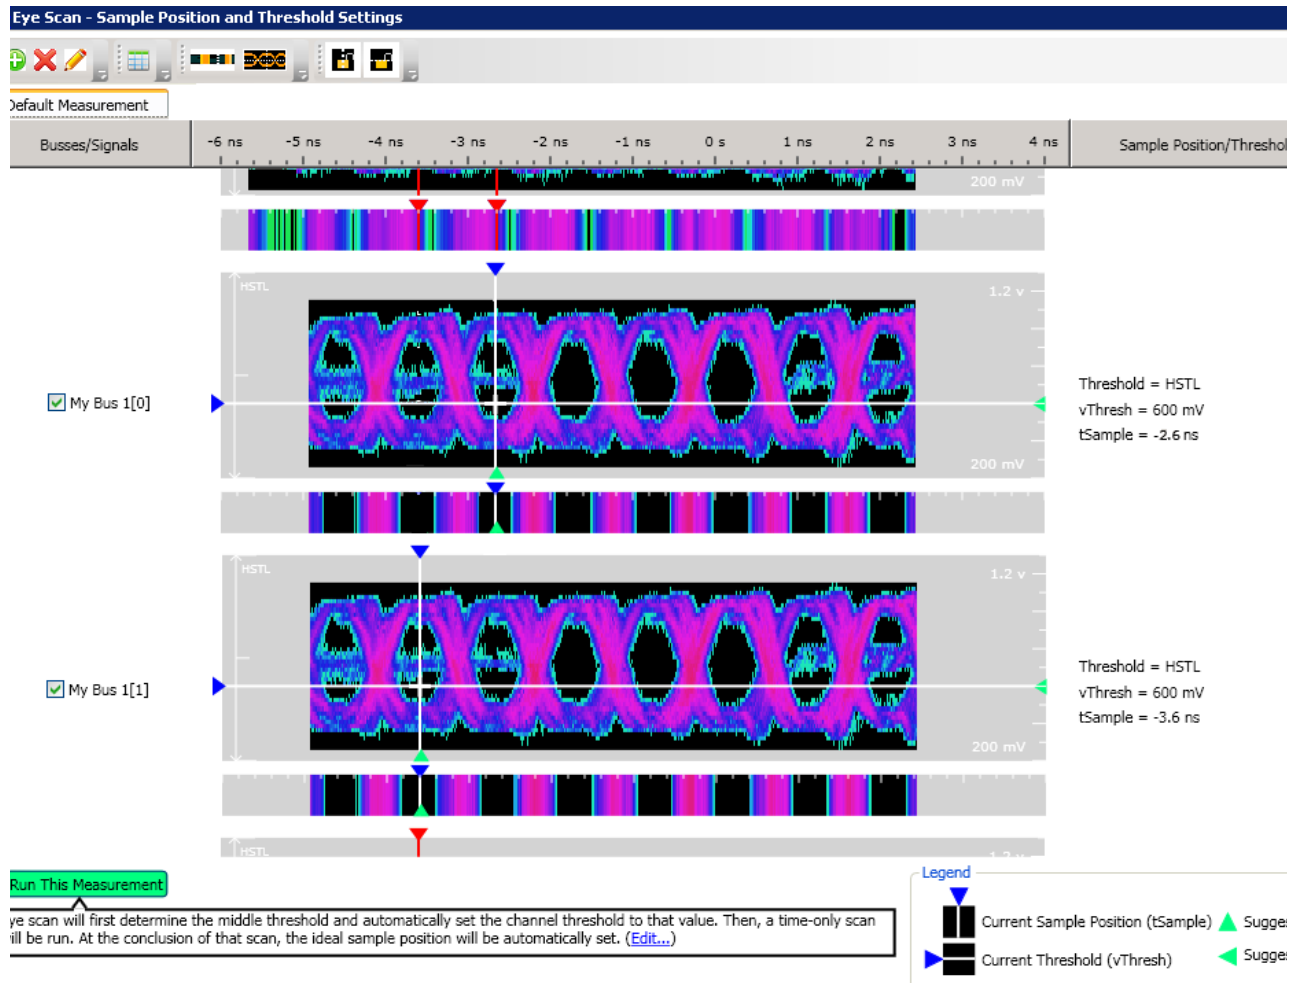 Eye Scan - Sample Position and Threshold Settings
Default Measurement
Busses/Signals
-6 ns -5 ns -4 ns -3 ns -2 ns -1 ns 0 s 1 ns 2 ns 3 ns 4 ns
Sample Position/Threshol
200 mV
HSTL
1.2 v
My Bus 1[0]
Threshold = HSTL
vThresh = 600 mV
tSample = -2.6 ns
200 mV
HSTL
1.2 v
My Bus 1[1]
Threshold = HSTL
vThresh = 600 mV
tSample = -3.6 ns
200 mV
HSTL
1.2 v
Run This Measurement
ye scan will first determine the middle threshold and automatically set the channel threshold to that value. Then, a time-only scan
ill be run. At the conclusion of that scan, the ideal sample position will be automatically set. (Edit...)
Legend
Current Sample Position (tSample)
Sugge
Current Threshold (vThresh)
Sugge